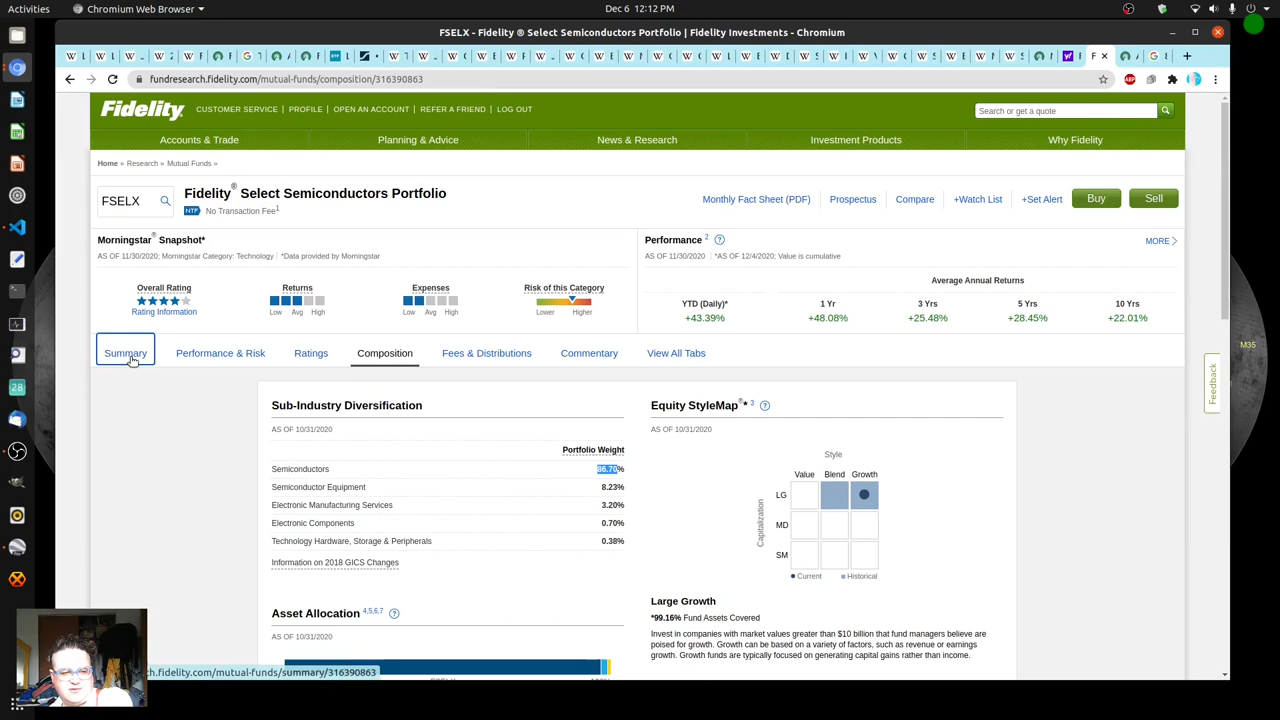 Activities
Chromium Web Browser
Dec 6 12:12 PM
FSELX - Fidelity ® Select Semiconductors Portfolio | Fidelity Investments - Chromium
fundresearch.fidelity.com/mutual-funds/composition/316390863
Fidelity
CUSTOMER SERVICE | PROFILE | OPEN AN ACCOUNT | REFER A FRIEND | LOG OUT
Search or get a quote
Accounts & Trade
Planning & Advice
News & Research
Investment Products
Why Fidelity
Home » Research » Mutual Funds »
FSELX
Fidelity® Select Semiconductors Portfolio
NTF No Transaction Fee1
Monthly Fact Sheet (PDF)
Prospectus
Compare
+Watch List
+Set Alert
Buy
Sell
Morningstar® Snapshot*
AS OF 11/30/2020; Morningstar Category: Technology | *Data provided by Morningstar
Overall Rating
Rating Information
Returns
Low Avg High
Expenses
Low Avg High
Risk of this Category
Lower Higher
Performance 2 ?
MORE
AS OF 11/30/2020 | *AS OF 12/4/2020; Value is cumulative
Average Annual Returns
YTD (Daily)* 1 Yr 3 Yrs 5 Yrs 10 Yrs
+43.39% +48.08% +25.48% +28.45% +22.01%
Summary
Performance & Risk
Ratings
Composition
Fees & Distributions
Commentary
View All Tabs
Feedback
M35
28
Sub-Industry Diversification
AS OF 10/31/2020
Portfolio Weight
Semiconductors 86.70%
Semiconductor Equipment 8.23%
Electronic Manufacturing Services 3.20%
Electronic Components 0.70%
Technology Hardware, Storage & Peripherals 0.38%
Information on 2018 GICS Changes
Asset Allocation 4,5,6,7 ?
AS OF 10/31/2020
Equity StyleMap®* 3 ?
AS OF 10/31/2020
Style
Value Blend Growth
Capitalization
LG
MD
SM
Current Historical
Large Growth
*99.16% Fund Assets Covered
Invest in companies with market values greater than $10 billion that fund managers believe are
poised for growth. Growth can be based on a variety of factors, such as revenue or earnings
growth. Growth funds are typically focused on generating capital gains rather than income.
rch.fidelity.com/mutual-funds/summary/316390863